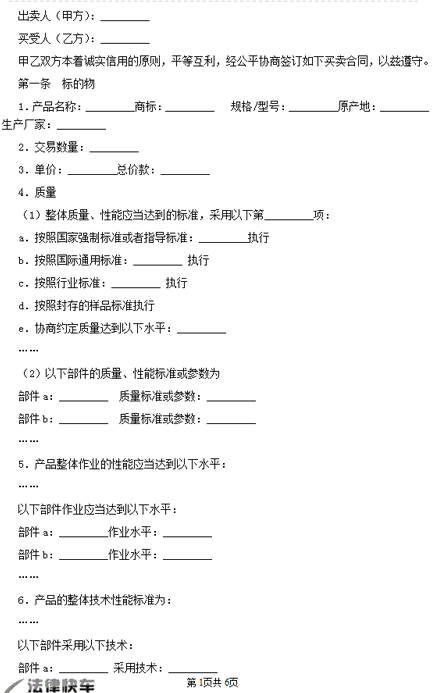 出卖人（甲方）：________
买受人（乙方）：________
甲乙双方本着诚实信用的原则，平等互利，经公平协商签订如下买卖合同，以兹遵守。
第一条　标的物
1.产品名称：________商标：________　规格/型号：________原产地：________
生产厂家：________
2．交易数量：________
3．单价：________总价款：________
4．质量
（1）整体质量、性能应当达到的标准，采用以下第________项：
a．按照国家强制标准或者指导标准：________执行
b．按照国际通用标准：________ 执行
c．按照行业标准：________ 执行
d．按照封存的样品标准执行
e．协商约定质量达到以下水平：________
……
（2）以下部件的质量、性能标准或参数为
部件a：________　质量标准或参数：________
部件b：________　质量标准或参数：________
……
5．产品整体作业的性能应当达到以下水平：
……
以下部件作业应当达到以下水平：
部件a：________作业水平：________
部件b：________作业水平：________
……
6．产品的整体技术性能标准为：
……
以下部件采用以下技术：
部件a：________ 采用技术：________
法律快车
第1页共6页